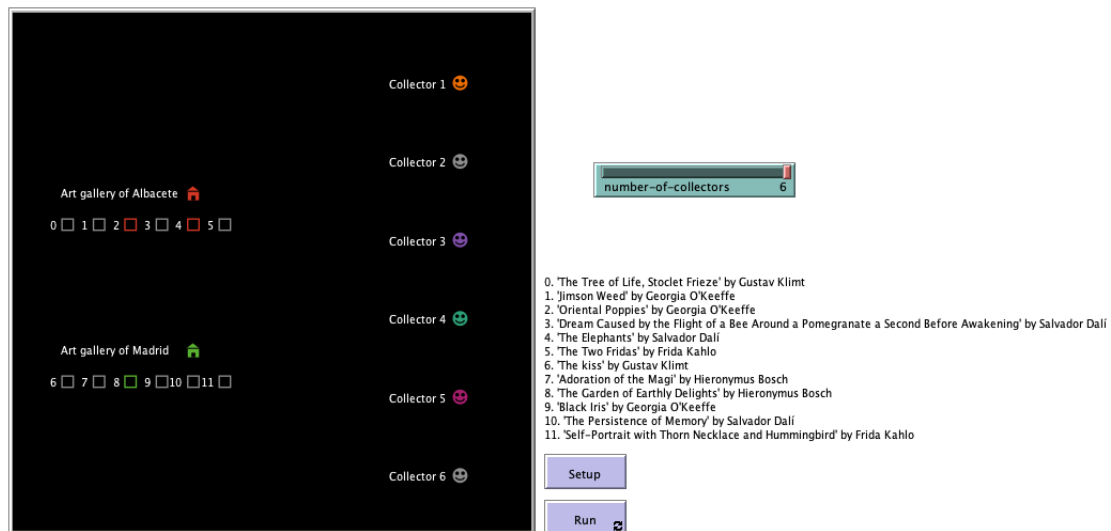 Collector 1
Collector 2
Art gallery of Albacete
0 1 2 3 4 5
Collector 3
Collector 4
Art gallery of Madrid
6 7 8 9 10 11
Collector 5
Collector 6
number-of-collectors 6
0. 'The Tree of Life, Stoclet Frieze' by Gustav Klimt
1. 'Jimson Weed' by Georgia O'Keeffe
2. 'Oriental Poppies' by Georgia O'Keeffe
3. 'Dream Caused by the Flight of a Bee Around a Pomegranate a Second Before Awakening' by Salvador Dalí
4. 'The Elephants' by Salvador Dalí
5. 'The Two Fridas' by Frida Kahlo
6. 'The kiss' by Gustav Klimt
7. 'Adoration of the Magi' by Hieronymus Bosch
8. 'The Garden of Earthly Delights' by Hieronymus Bosch
9. 'Black Iris' by Georgia O'Keeffe
10. 'The Persistence of Memory' by Salvador Dalí
11. 'Self-Portrait with Thorn Necklace and Hummingbird' by Frida Kahlo
Setup
Run